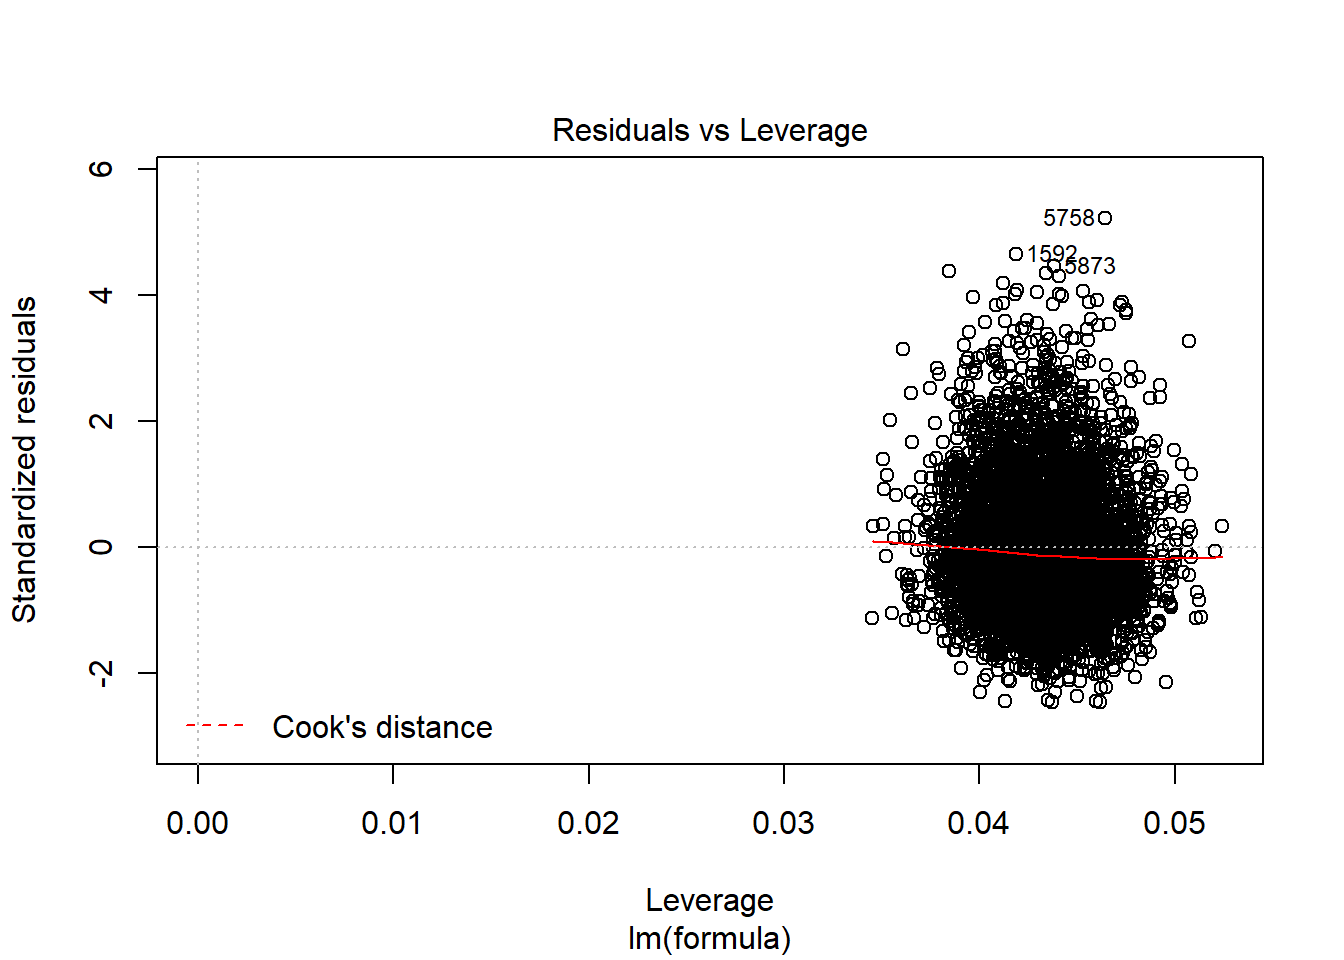 Residuals vs Leverage
Standardized residuals
6
4
2
0
-2
5758
1592
5873
Cook's distance
0.00 0.01 0.02 0.03 0.04 0.05
Leverage
lm(formula)